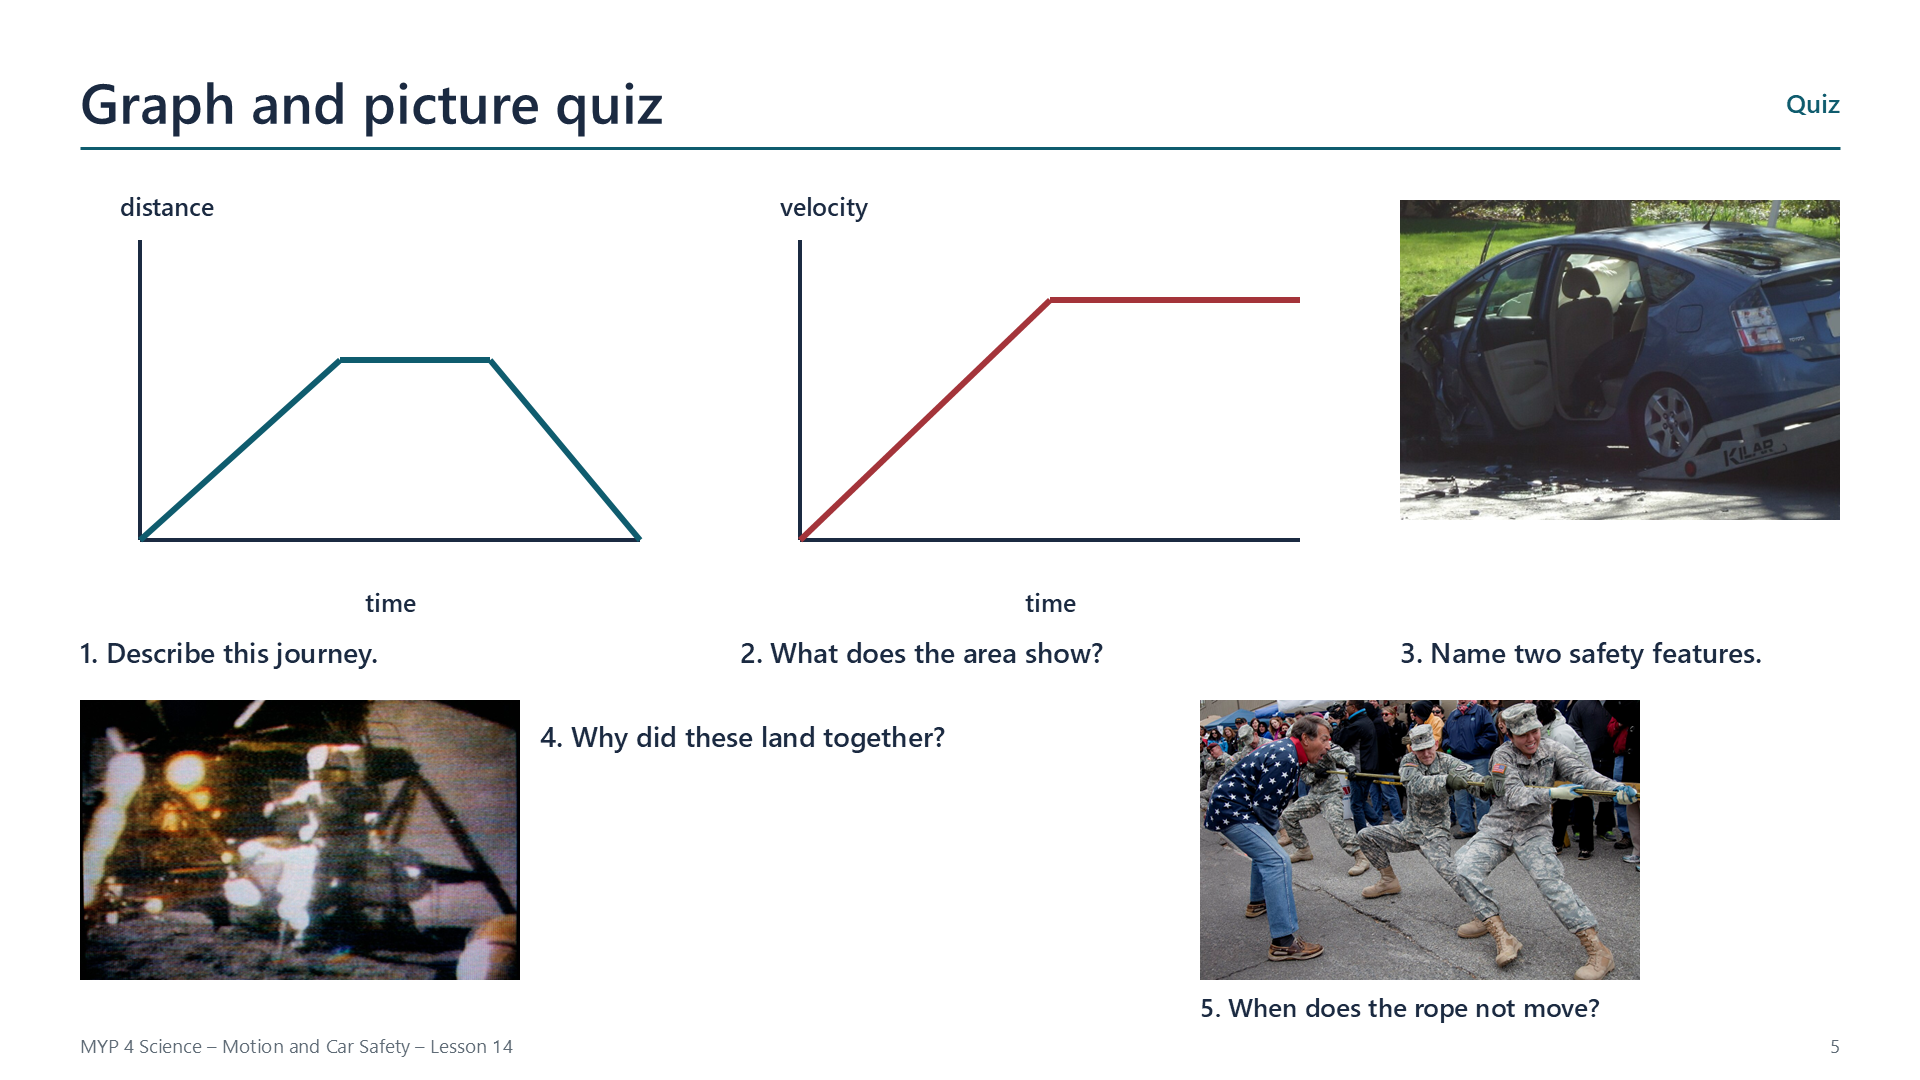 Graph and picture quiz
Quiz
distance
velocity
time
time
1. Describe this journey.
2. What does the area show?
3. Name two safety features.
KILAR
4. Why did these land together?
5. When does the rope not move?
MYP 4 Science – Motion and Car Safety – Lesson 14
5